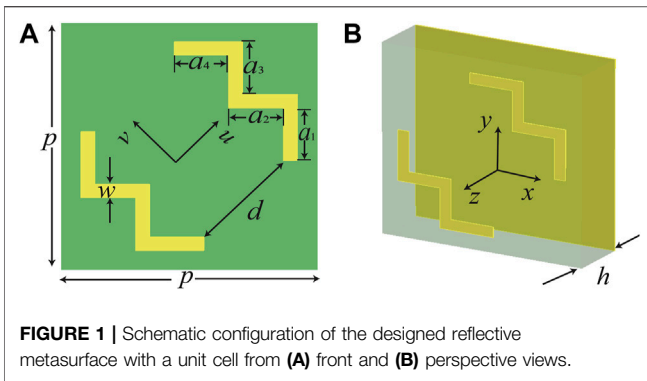 A
B
p
a4
a3
a2
a1
v
u
w
d
p
y
z
x
h
FIGURE 1 | Schematic configuration of the designed reflective
metasurface with a unit cell from (A) front and (B) perspective views.